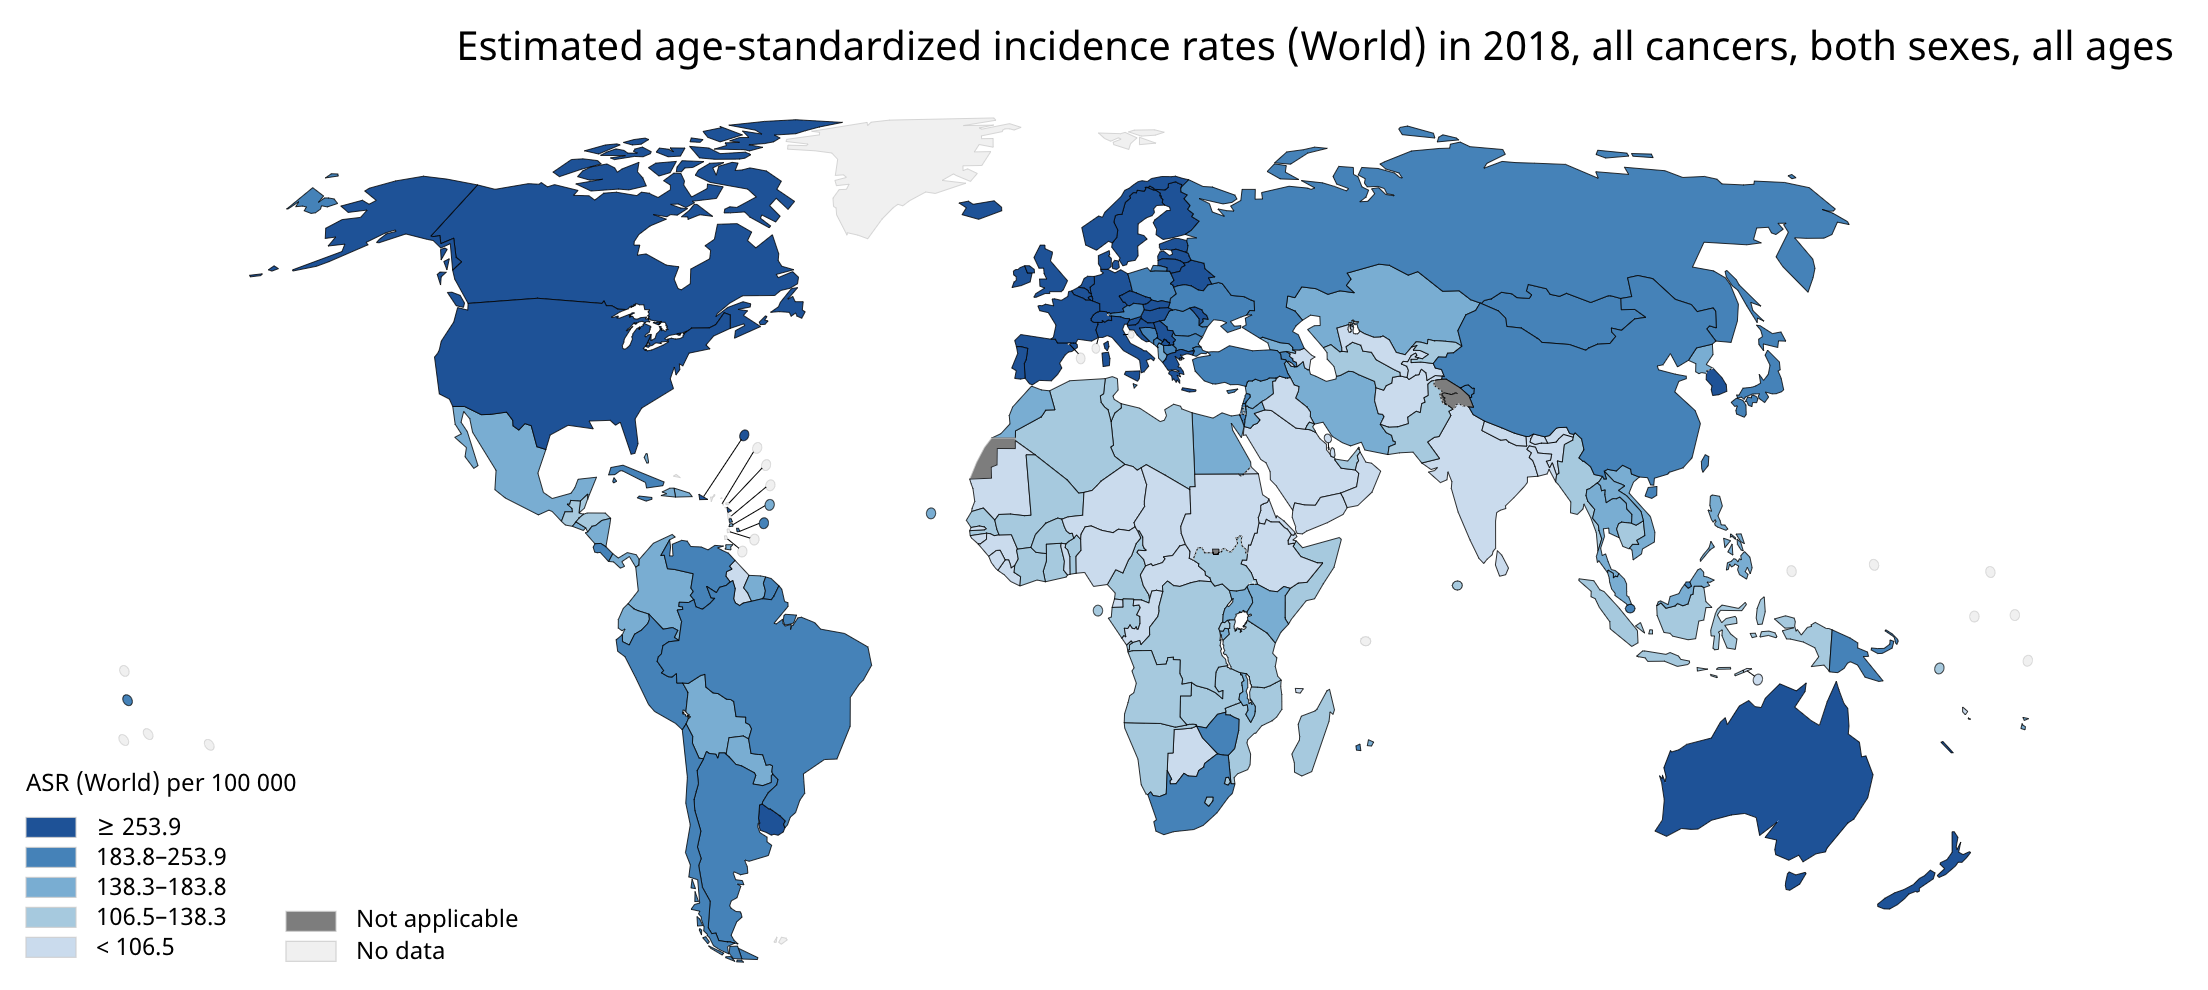 Estimated age-standardized incidence rates (World) in 2018, all cancers, both sexes, all ages
ASR (World) per 100 000
≥ 253.9
183.8–253.9
138.3–183.8
106.5–138.3
< 106.5
Not applicable
No data